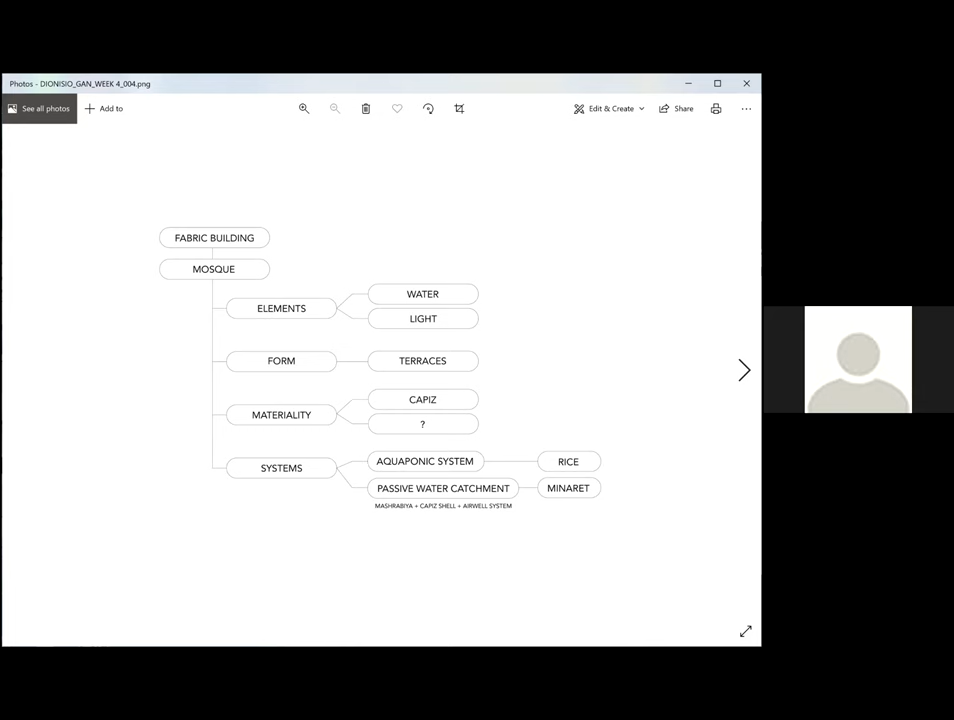 Photos - DIONISIO_GAN_WEEK 4_004.png
See all photos
Add to
Edit & Create
Share
FABRIC BUILDING
MOSQUE
ELEMENTS
WATER
LIGHT
FORM
TERRACES
MATERIALITY
CAPIZ
?
SYSTEMS
AQUAPONIC SYSTEM
RICE
PASSIVE WATER CATCHMENT
MINARET
MASHRABIYA + CAPIZ SHELL + AIRWELL SYSTEM